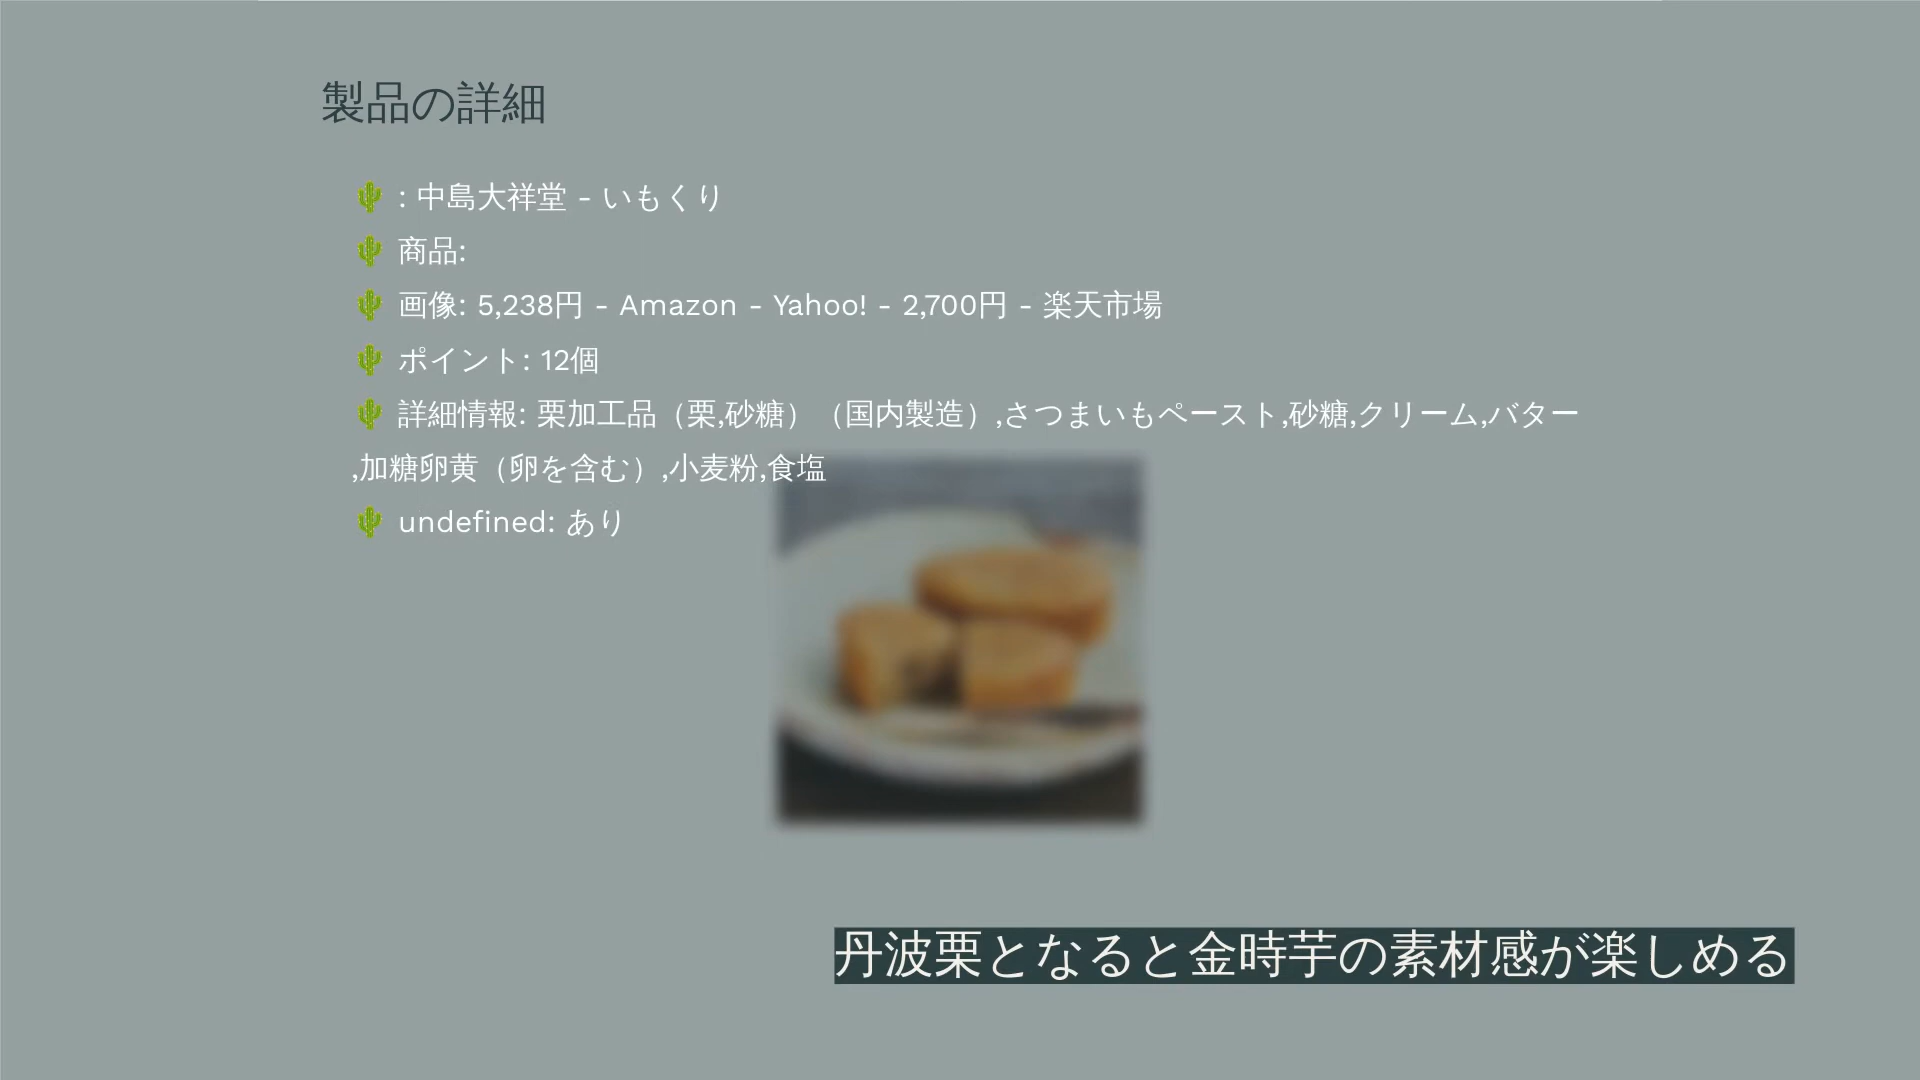 製品の詳細
🌵 : 中島大祥堂 - いもくり
🌵 商品:
🌵 画像: 5,238円 - Amazon - Yahoo! - 2,700円 - 楽天市場
🌵 ポイント: 12個
🌵 詳細情報: 栗加工品（栗,砂糖）（国内製造）,さつまいもペースト,砂糖,クリーム,バター
,加糖卵黄（卵を含む）,小麦粉,食塩
🌵 undefined: あり
丹波栗となると金時芋の素材感が楽しめる